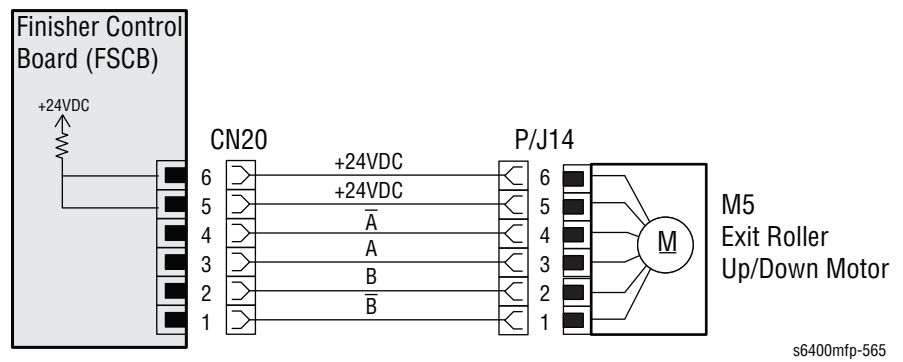 Finisher Control
Board (FSCB)
+24VDC
CN20
P/J14
6 +24VDC 6
5 +24VDC 5
4 A̅ 4
3 A 3
2 B 2
1 B̅ 1
M
M5
Exit Roller
Up/Down Motor
s6400mfp-565